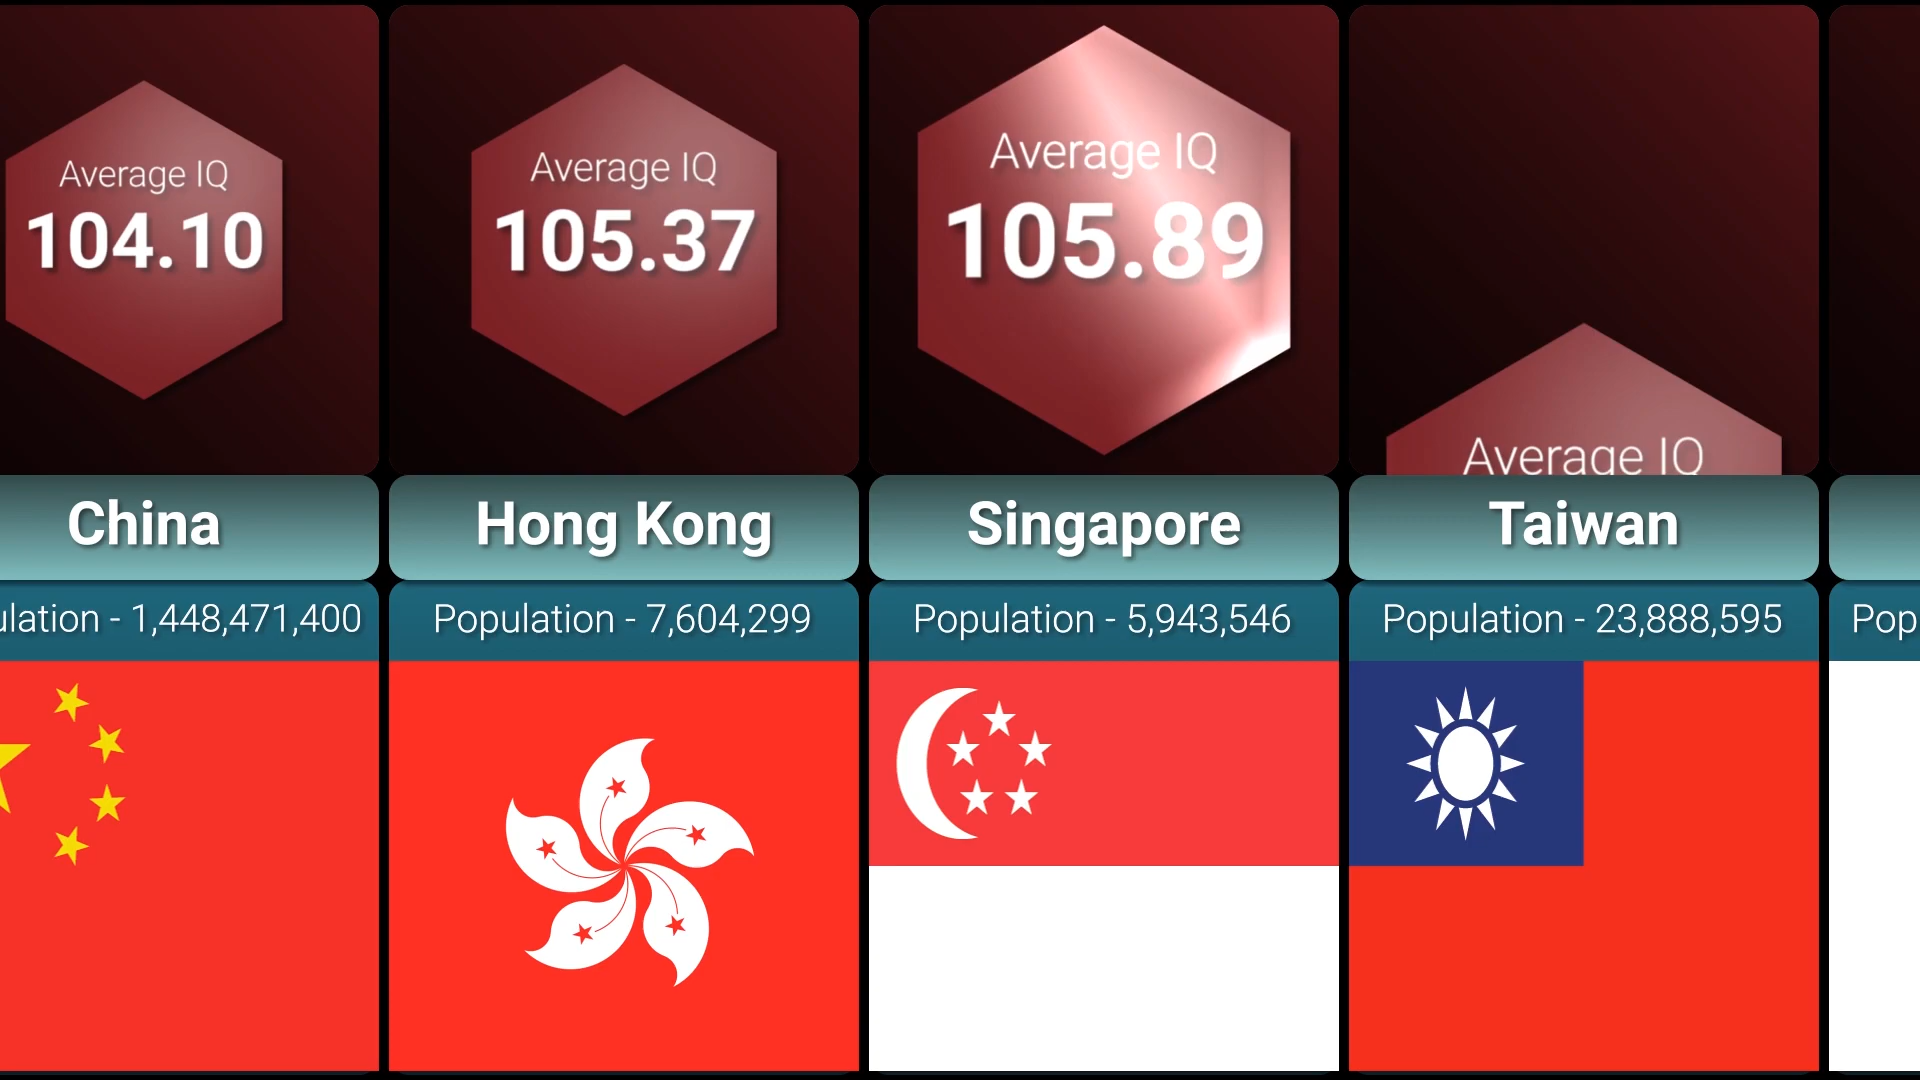 Average IQ
104.10
China
ulation - 1,448,471,400
Average IQ
105.37
Hong Kong
Population - 7,604,299
Average IQ
105.89
Singapore
Population - 5,943,546
Average IQ
Taiwan
Population - 23,888,595
Pop